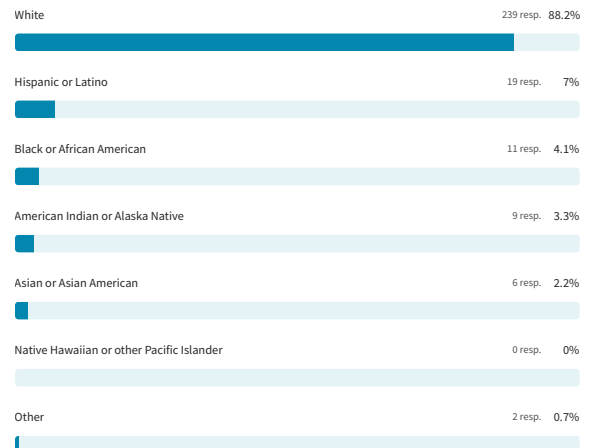 White 239 resp. 88.2%
Hispanic or Latino 19 resp. 7%
Black or African American 11 resp. 4.1%
American Indian or Alaska Native 9 resp. 3.3%
Asian or Asian American 6 resp. 2.2%
Native Hawaiian or other Pacific Islander 0 resp. 0%
Other 2 resp. 0.7%